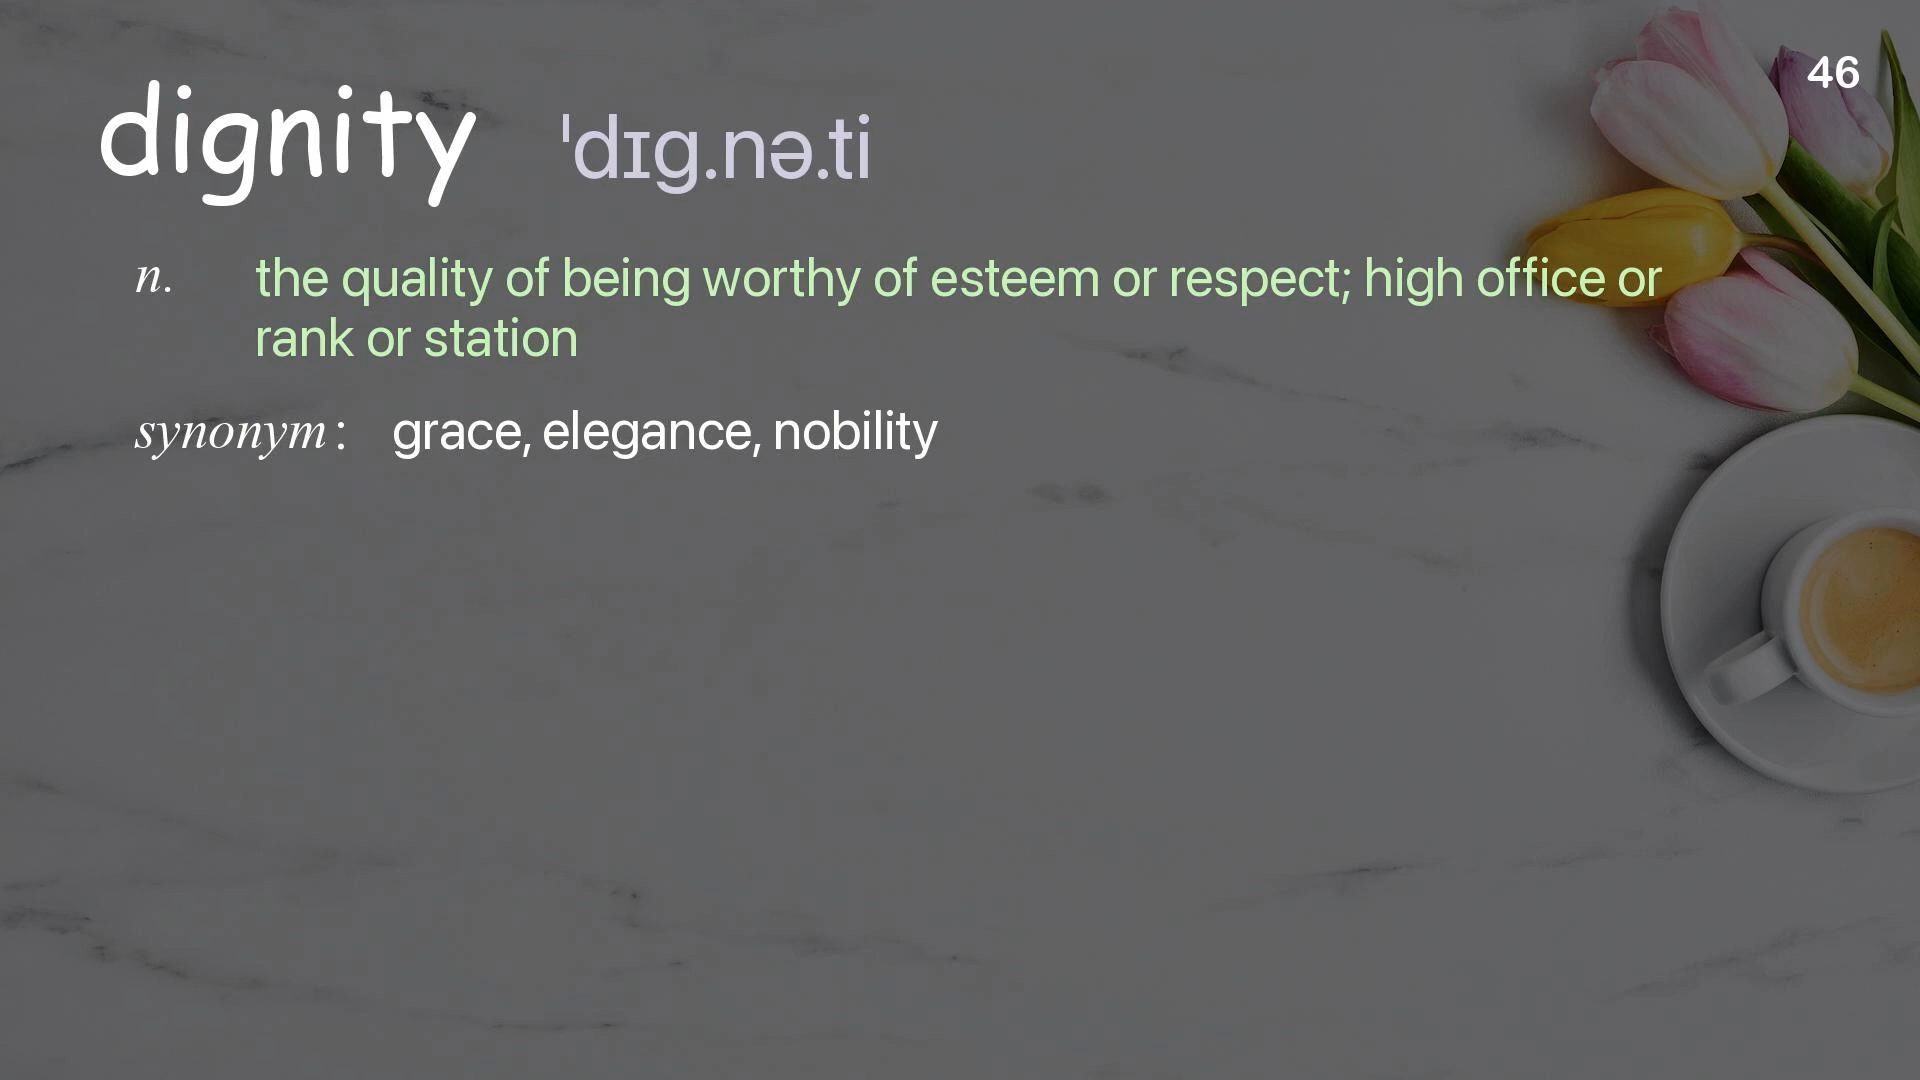 46
dignity ˈdɪg.nə.ti
n. the quality of being worthy of esteem or respect; high office or
rank or station
synonym: grace, elegance, nobility